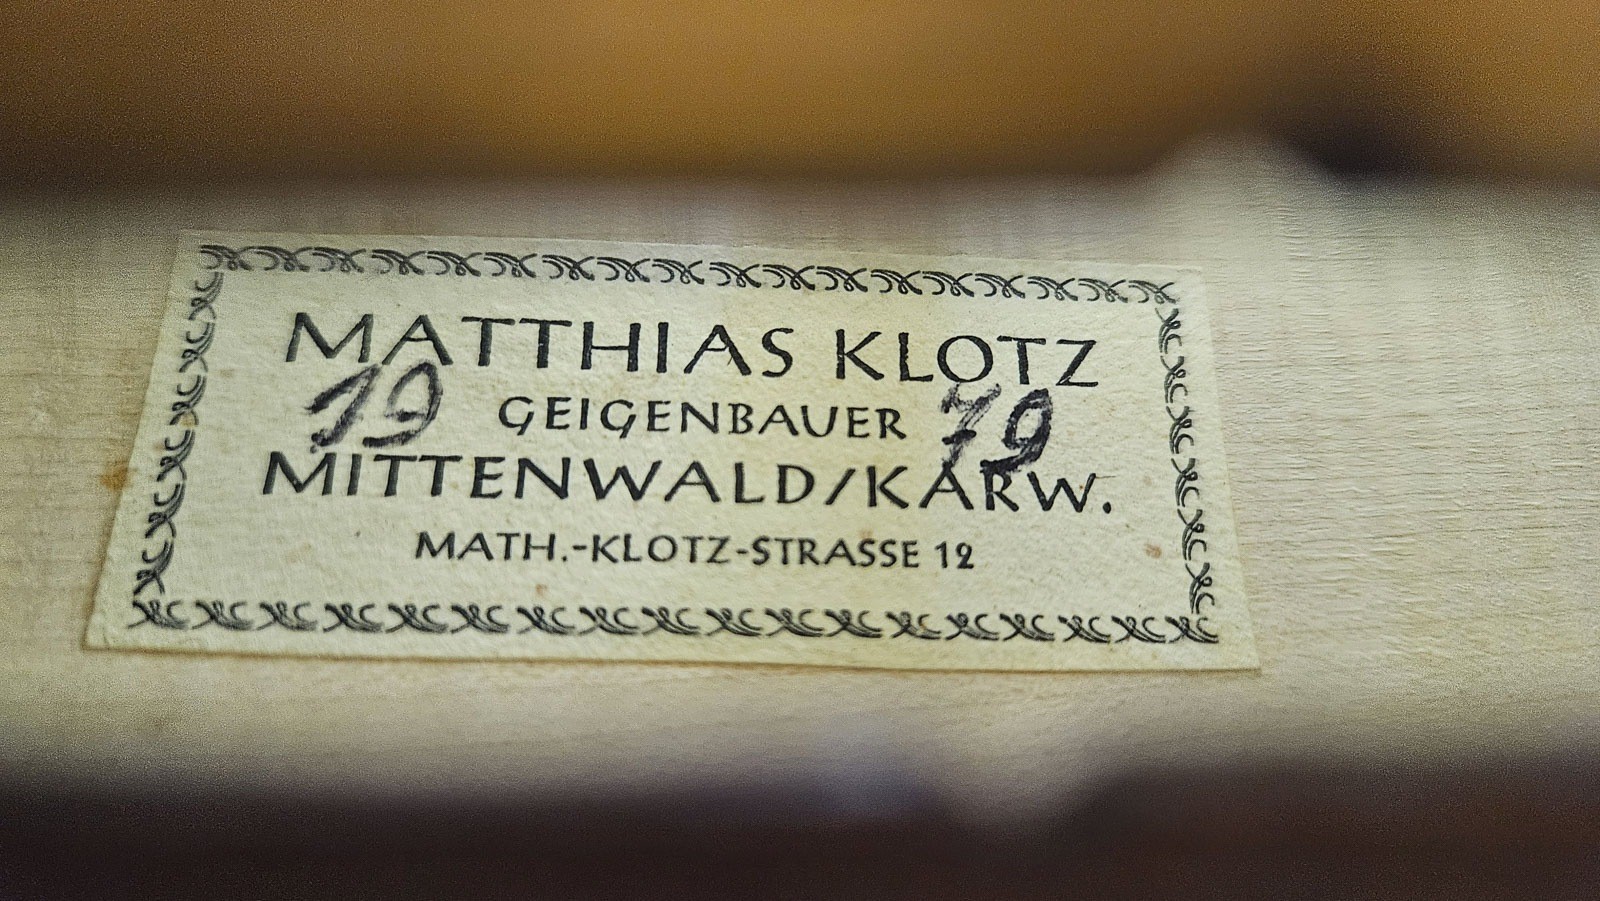 MATTHIAS KLOTZ
19 GEIGENBAUER 79
MITTENWALD/KARW.
MATH.-KLOTZ-STRASSE 12